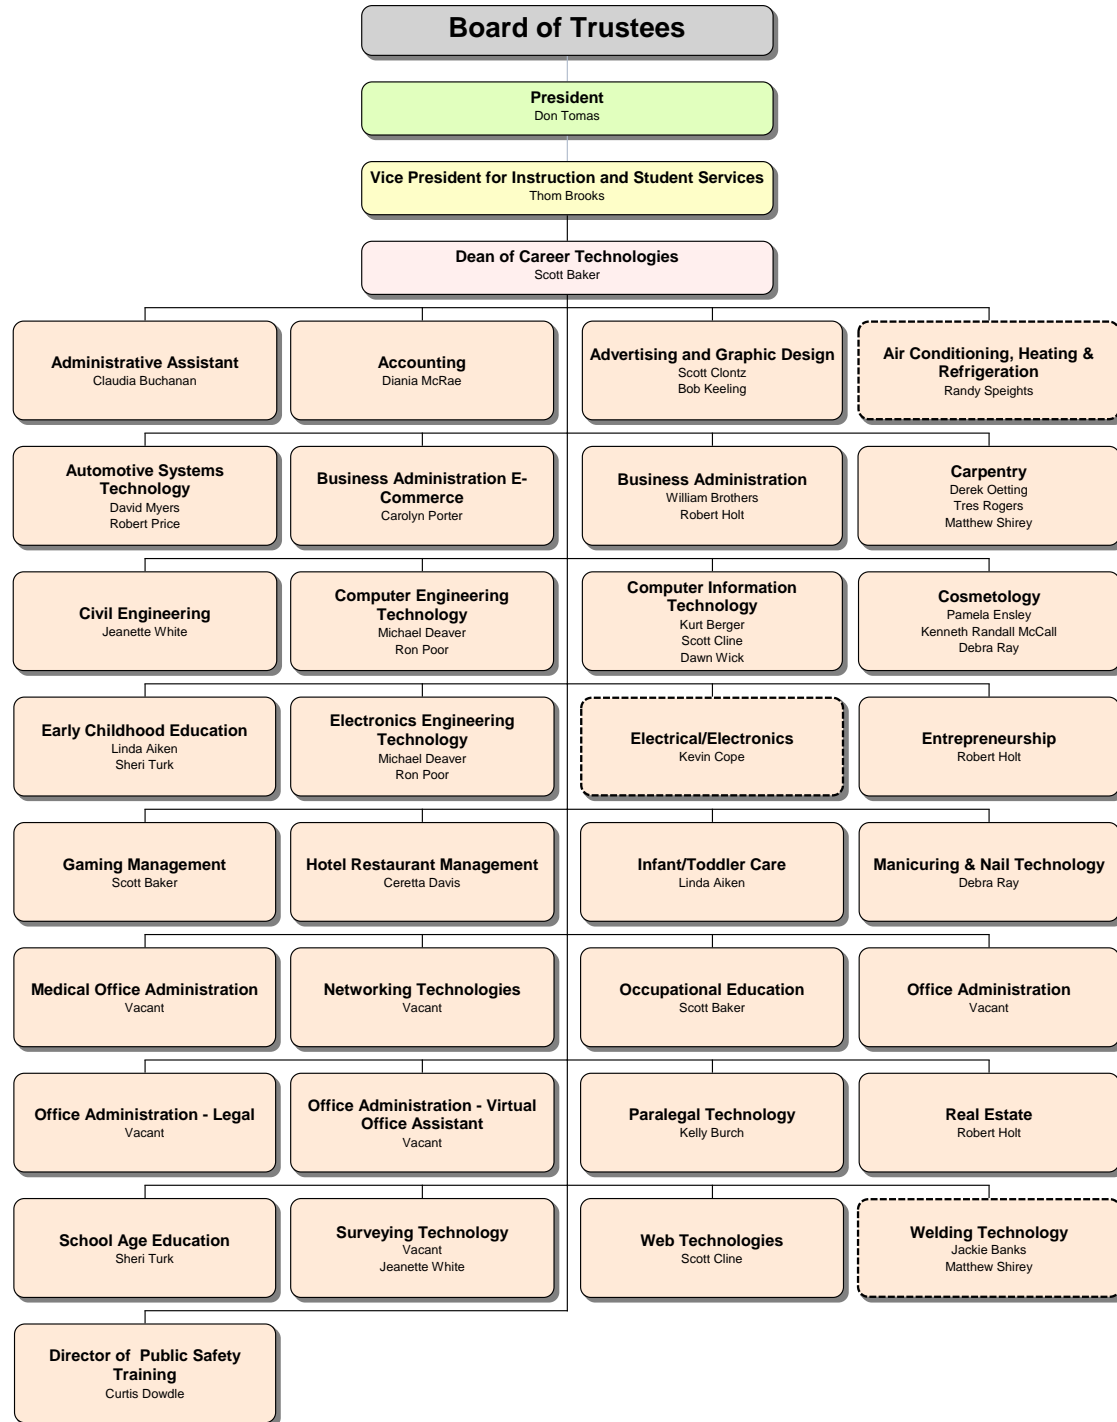 Board of Trustees
President
Don Tomas
Vice President for Instruction and Student Services
Thom Brooks
Dean of Career Technologies
Scott Baker
Administrative Assistant
Claudia Buchanan
Accounting
Diania McRae
Advertising and Graphic Design
Scott Clontz
Bob Keeling
Air Conditioning, Heating &
Refrigeration
Randy Speights
Automotive Systems
Technology
David Myers
Robert Price
Business Administration E-
Commerce
Carolyn Porter
Business Administration
William Brothers
Robert Holt
Carpentry
Derek Oetting
Tres Rogers
Matthew Shirey
Civil Engineering
Jeanette White
Computer Engineering
Technology
Michael Deaver
Ron Poor
Computer Information
Technology
Kurt Berger
Scott Cline
Dawn Wick
Cosmetology
Pamela Ensley
Kenneth Randall McCall
Debra Ray
Early Childhood Education
Linda Aiken
Sheri Turk
Electronics Engineering
Technology
Michael Deaver
Ron Poor
Electrical/Electronics
Kevin Cope
Entrepreneurship
Robert Holt
Gaming Management
Scott Baker
Hotel Restaurant Management
Ceretta Davis
Infant/Toddler Care
Linda Aiken
Manicuring & Nail Technology
Debra Ray
Medical Office Administration
Vacant
Networking Technologies
Vacant
Occupational Education
Scott Baker
Office Administration
Vacant
Office Administration - Legal
Vacant
Office Administration - Virtual
Office Assistant
Vacant
Paralegal Technology
Kelly Burch
Real Estate
Robert Holt
School Age Education
Sheri Turk
Surveying Technology
Vacant
Jeanette White
Web Technologies
Scott Cline
Welding Technology
Jackie Banks
Matthew Shirey
Director of Public Safety
Training
Curtis Dowdle